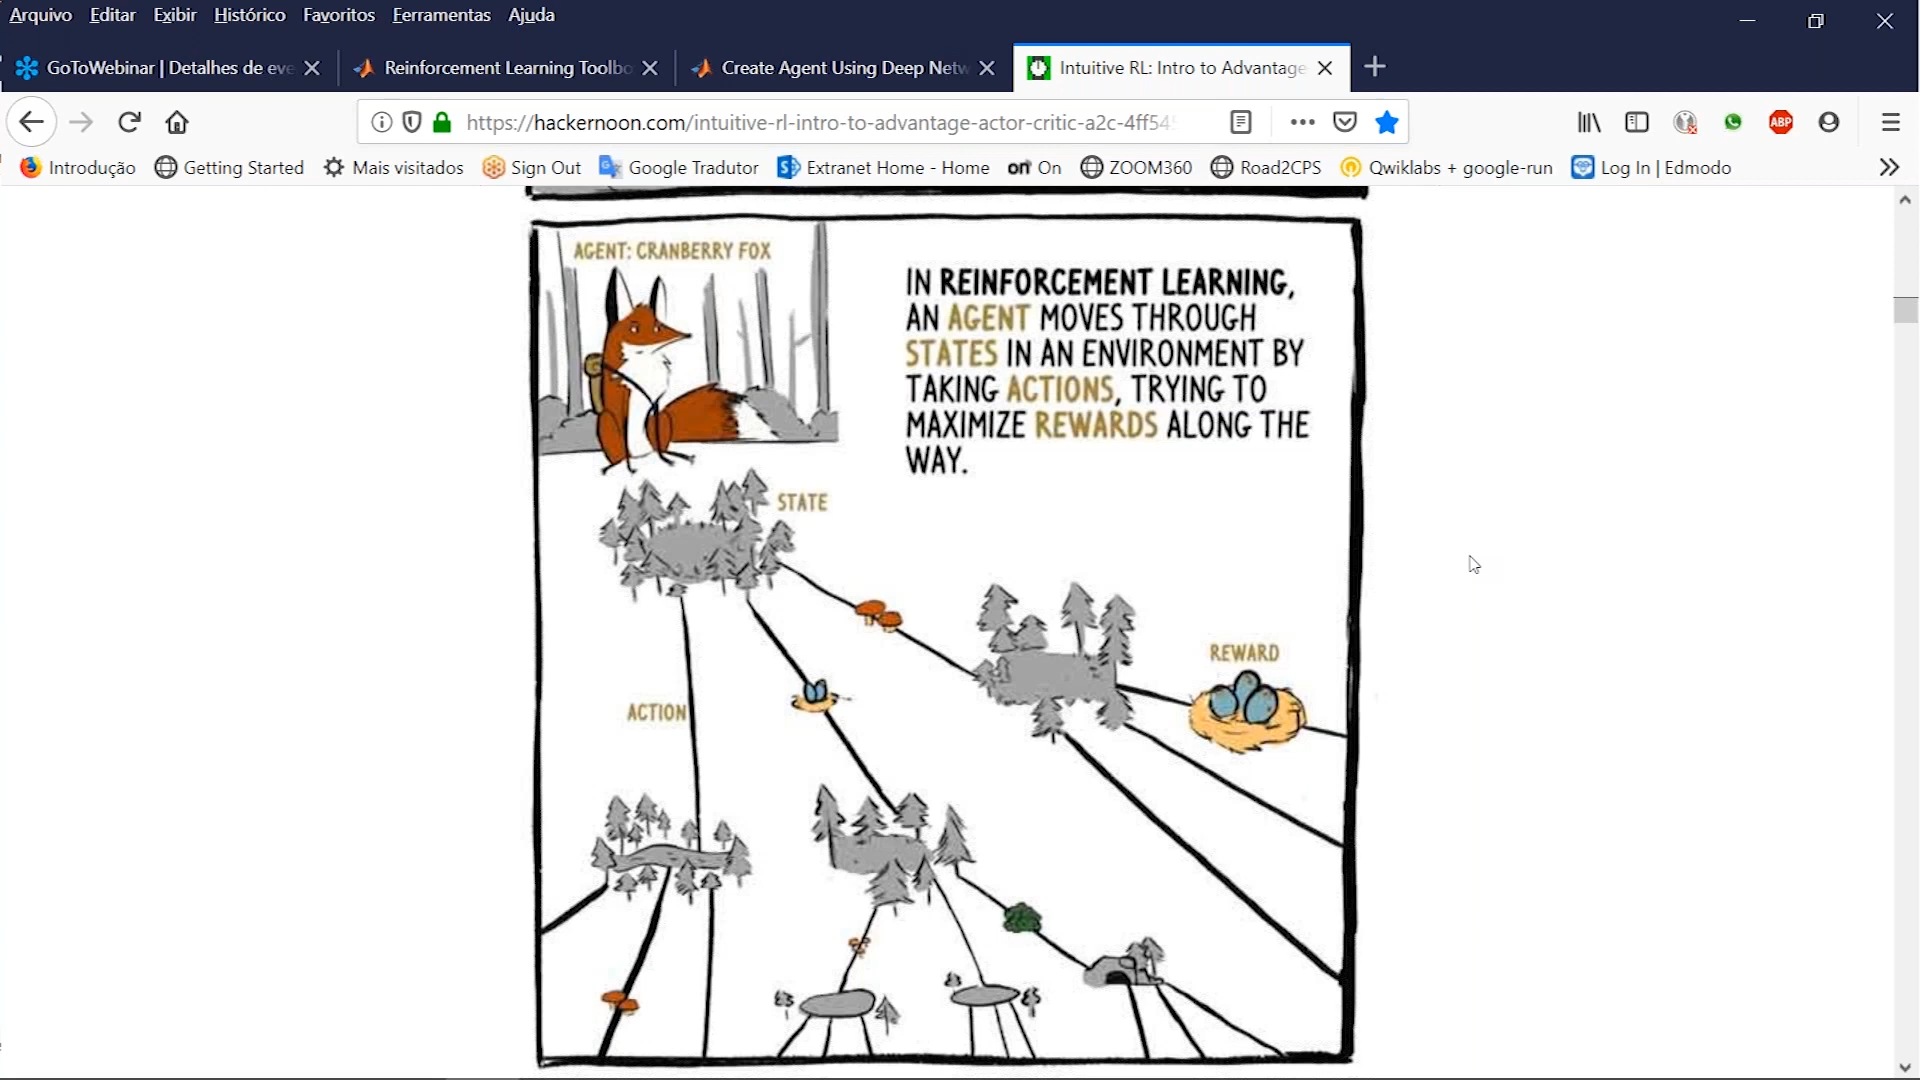 Arquivo Editar Exibir Histórico Favoritos Ferramentas Ajuda
GoToWebinar | Detalhes de eve
Reinforcement Learning Toolbo
Create Agent Using Deep Netw
Intuitive RL: Intro to Advantage
https://hackernoon.com/intuitive-rl-intro-to-advantage-actor-critic-a2c-4ff545
ABP
Introdução Getting Started Mais visitados Sign Out Google Tradutor Extranet Home - Home on On ZOOM360 Road2CPS Qwiklabs + google-run Log In | Edmodo
AGENT: CRANBERRY FOX
IN REINFORCEMENT LEARNING,
AN AGENT MOVES THROUGH
STATES IN AN ENVIRONMENT BY
TAKING ACTIONS, TRYING TO
MAXIMIZE REWARDS ALONG THE
WAY.
STATE
REWARD
ACTION